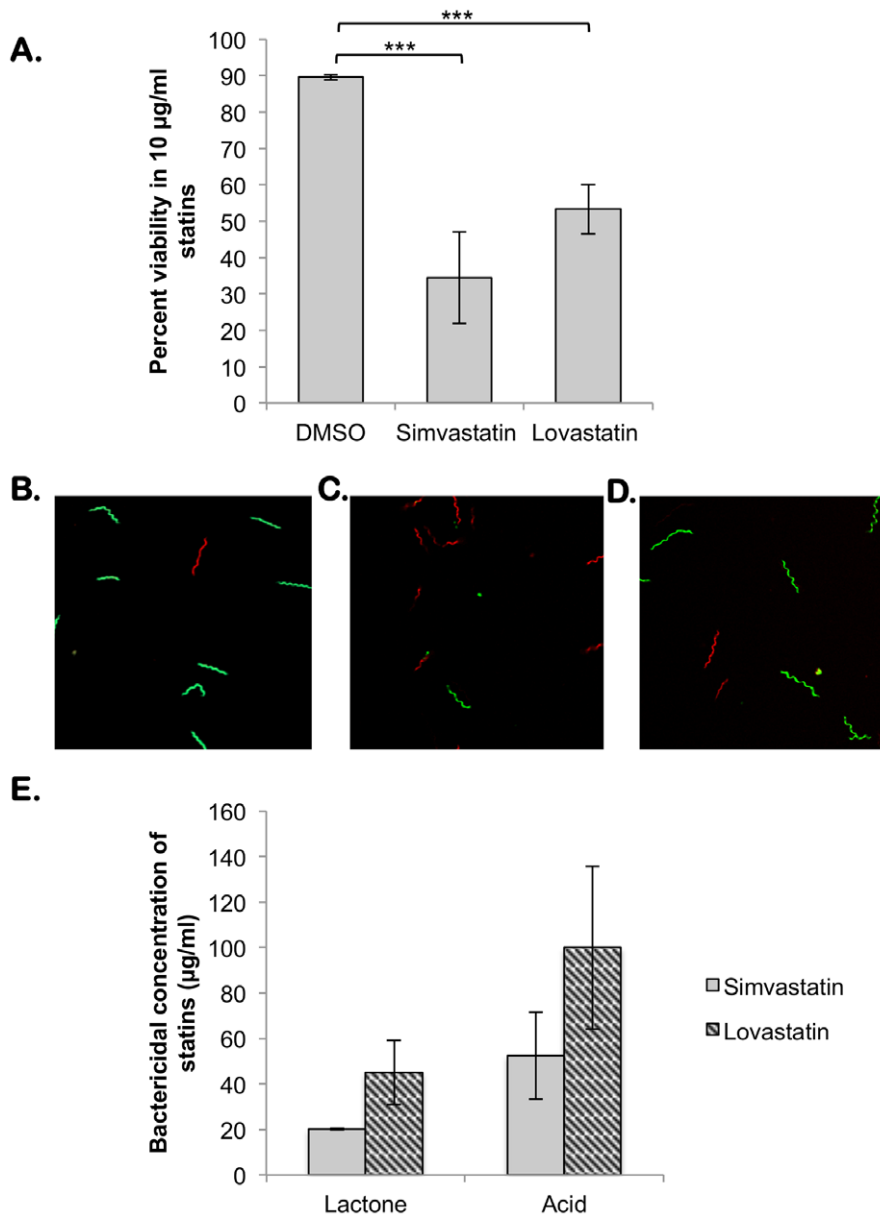 A.
***
***
Percent viability in 10 µg/ml
statins
100
90
80
70
60
50
40
30
20
10
0
DMSO
Simvastatin
Lovastatin
B.
C.
D.
E.
Bactericidal concentration of
statins (µg/ml)
160
140
120
100
80
60
40
20
0
Lactone
Acid
Simvastatin
Lovastatin